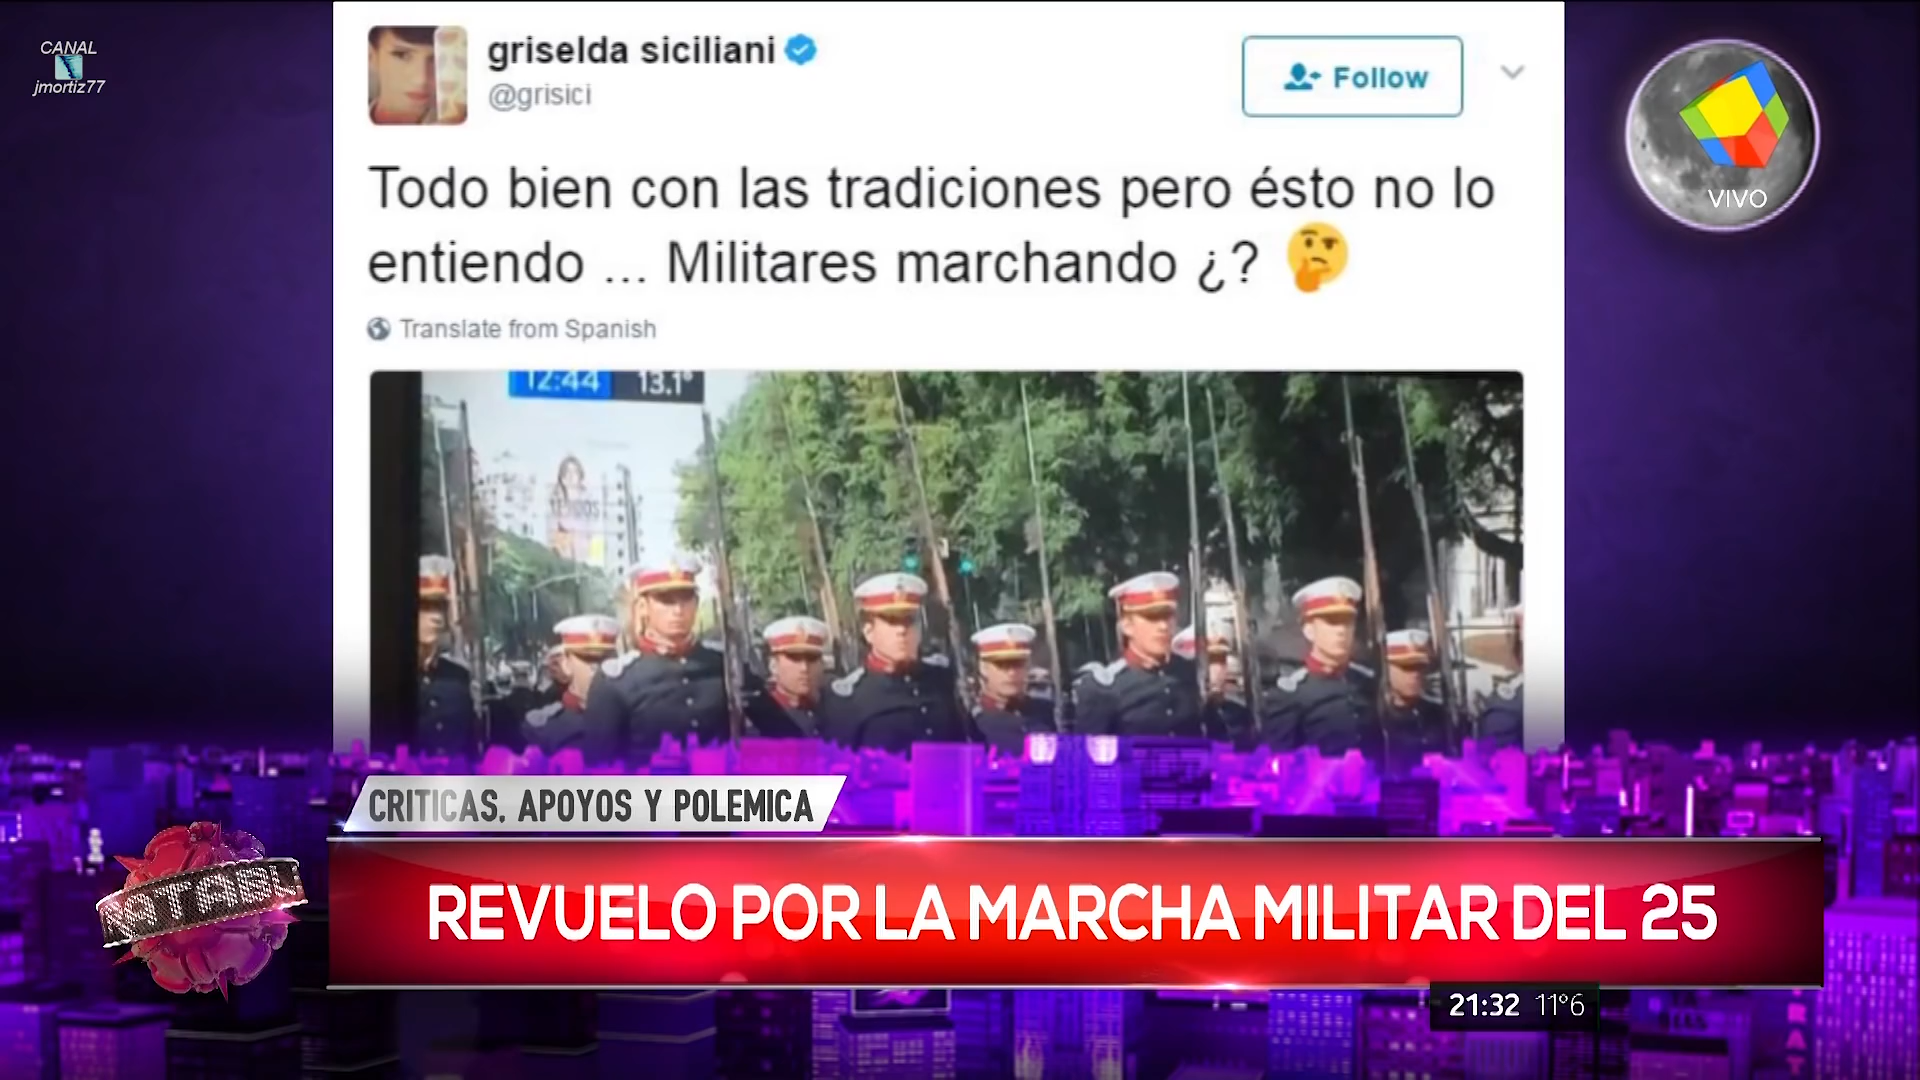 CANAL
jmortiz77
griselda siciliani
@grisici
Follow
VIVO
Todo bien con las tradiciones pero ésto no lo
entiendo ... Militares marchando ¿? 🤔
Translate from Spanish
12:44 13.1°
CRITICAS, APOYOS Y POLEMICA
REVUELO POR LA MARCHA MILITAR DEL 25
21:32 11°6